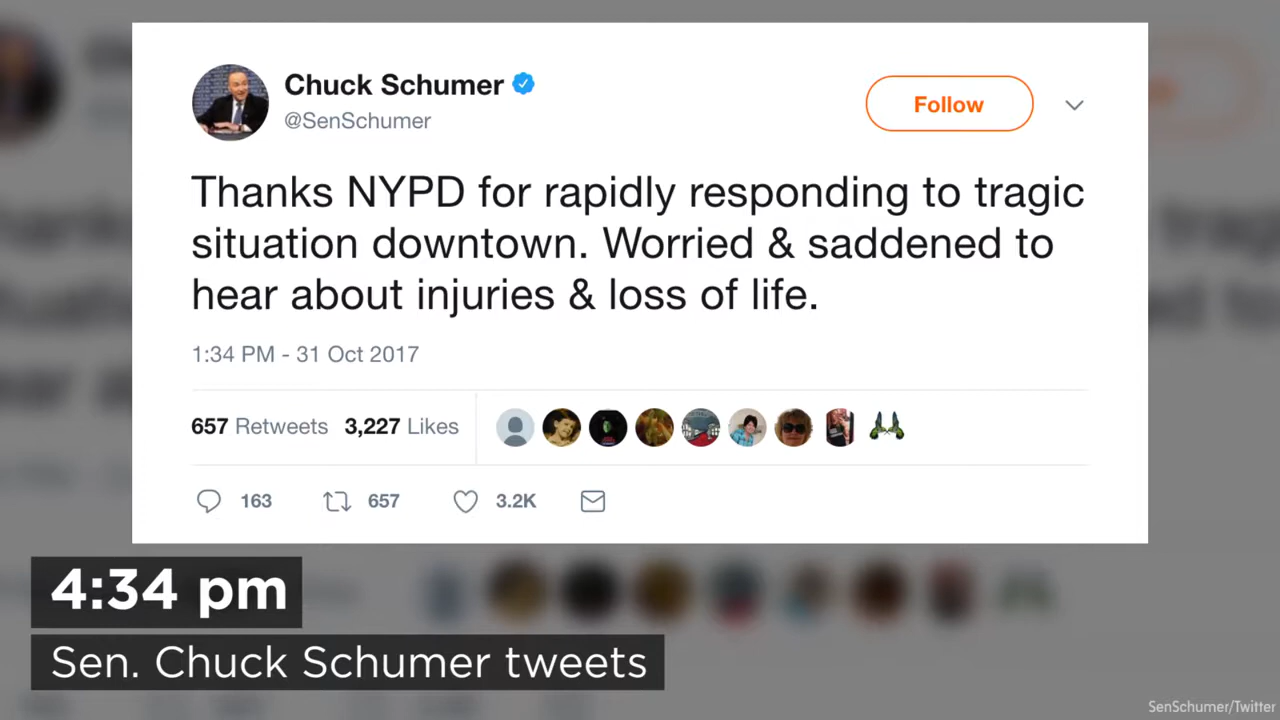 Chuck Schumer
@SenSchumer
Follow
Thanks NYPD for rapidly responding to tragic
situation downtown. Worried & saddened to
hear about injuries & loss of life.
1:34 PM - 31 Oct 2017
657 Retweets 3,227 Likes
163 657 3.2K
4:34 pm
Sen. Chuck Schumer tweets
SenSchumer/Twitter